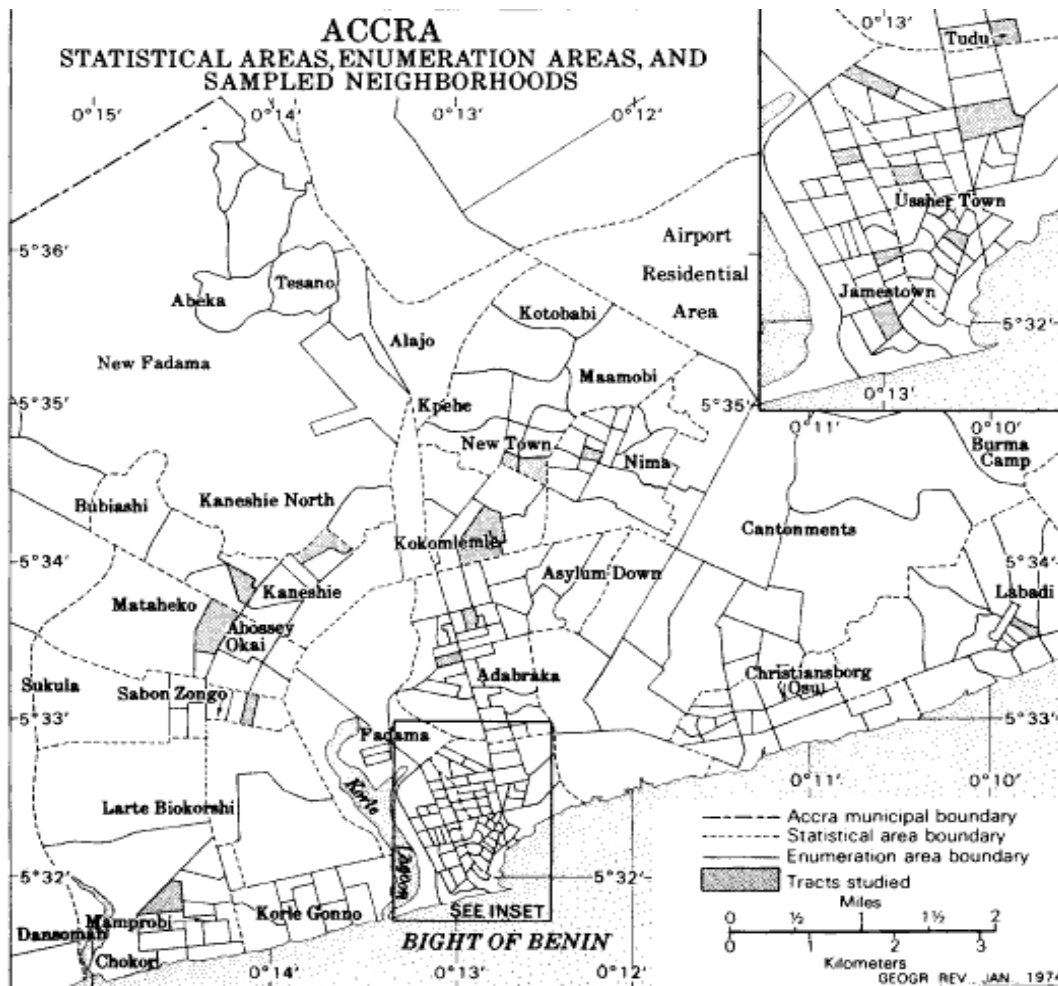 ACCRA
STATISTICAL AREAS, ENUMERATION AREAS, AND
SAMPLED NEIGHBORHOODS
0°15′
0°14′
0°13′
0°12′
0°13′
Tudu
Ussher Town
Jamestown
5°32′
0°13′
5°36′
Airport
Residential
Area
Tesano
Abeka
Kotobabi
Alajo
New Fadama
Maamobi
5°35′
Kpehe
5°35′
0°11′
0°10′
New Town
Nima
Burma
Camp
Bubiashi
Kaneshie North
Cantonments
5°34′
Kokomlemle
Asylum Down
5°34′
Kaneshie
Labadi
Mataheko
Abossey
Okai
Sukula
Sabon Zongo
Adabraka
Christiansborg
(Osu)
5°33′
Fadama
5°33′
0°11′
0°10′
Korle
Lagoon
Larte Biokorshi
Accra municipal boundary
Statistical area boundary
Enumeration area boundary
Tracts studied
5°32′
5°32′
Mamprobi
Korle Gonno
SEE INSET
Dansoman
Chokor
BIGHT OF BENIN
Miles
0 ½ 1 1½ 2
0 1 2 3
Kilometers
0°14′
0°13′
0°12′
GEOGR REV. JAN. 1974